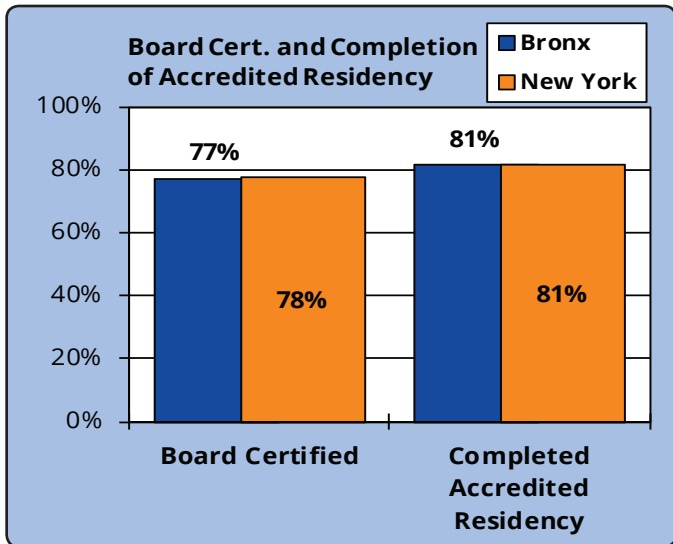 Board Cert. and Completion
of Accredited Residency
Bronx
New York
100%
80%
60%
40%
20%
0%
77%
78%
81%
81%
Board Certified
Completed
Accredited
Residency